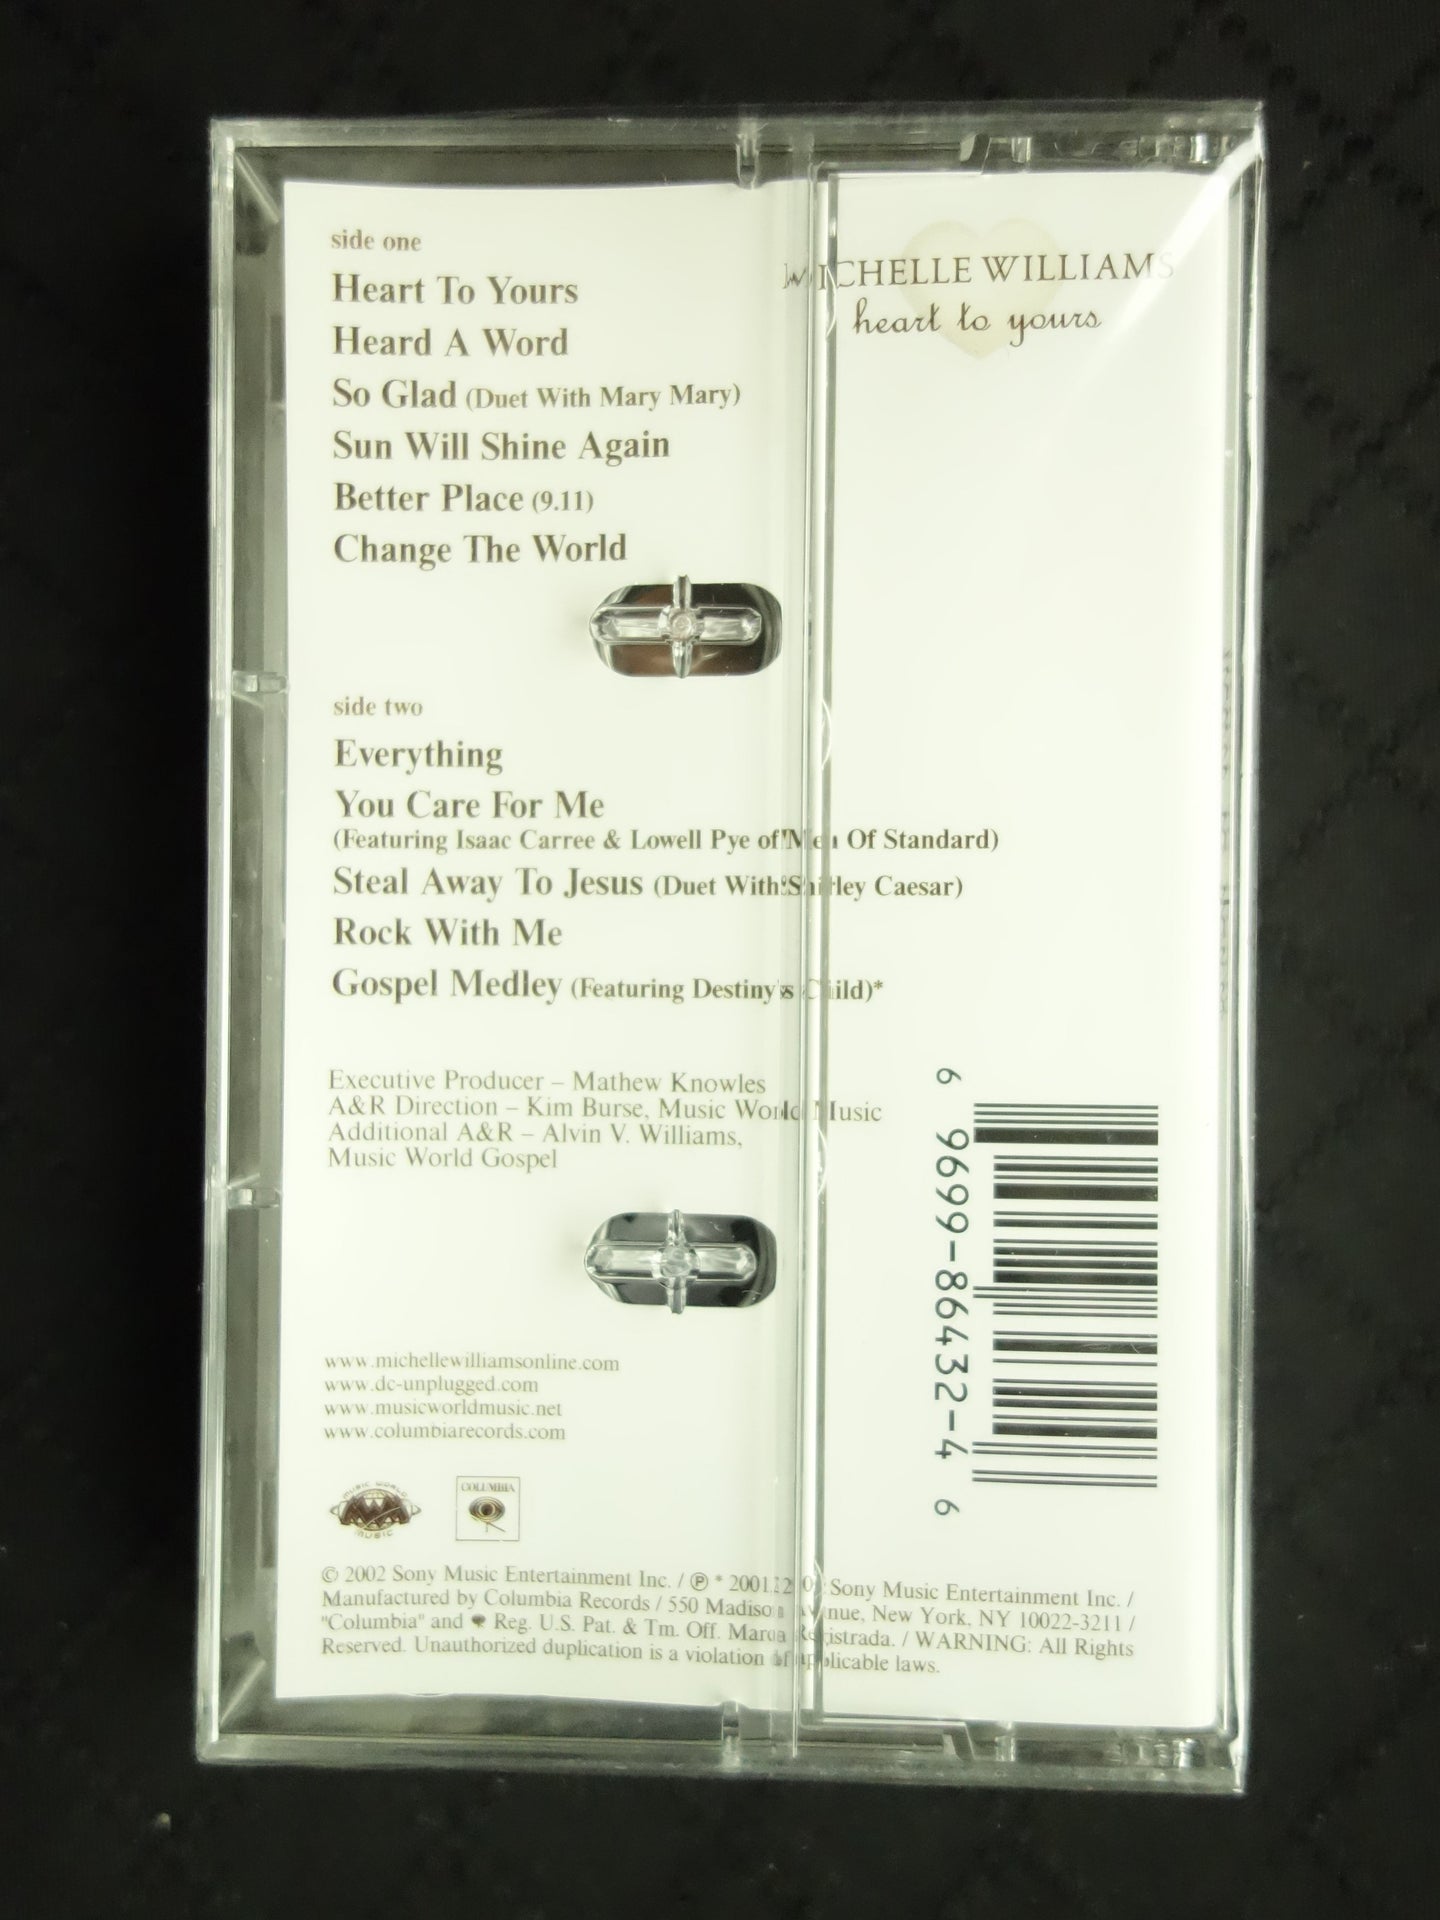 side one
Heart To Yours
Heard A Word
So Glad (Duet With Mary Mary)
Sun Will Shine Again
Better Place (9.11)
Change The World
side two
Everything
You Care For Me
(Featuring Isaac Carree & Lowell Pye of Men Of Standard)
Steal Away To Jesus (Duet With Shirley Caesar)
Rock With Me
Gospel Medley (Featuring Destiny's Child)*
Executive Producer – Mathew Knowles
A&R Direction – Kim Burse, Music World Music
Additional A&R – Alvin V. Williams,
Music World Gospel
www.michellewilliamsonline.com
www.dc-unplugged.com
www.musicworldmusic.net
www.columbiarecords.com
MUSIC WORLD
MUSIC
COLUMBIA
© 2002 Sony Music Entertainment Inc. / ℗ * 2001, Sony Music Entertainment Inc. /
Manufactured by Columbia Records / 550 Madison Avenue, New York, NY 10022-3211 /
"Columbia" and Reg. U.S. Pat. & Tm. Off. Marca Registrada. / WARNING: All Rights
Reserved. Unauthorized duplication is a violation of applicable laws.
MICHELLE WILLIAMS
heart to yours
6 9699-86432-4 6